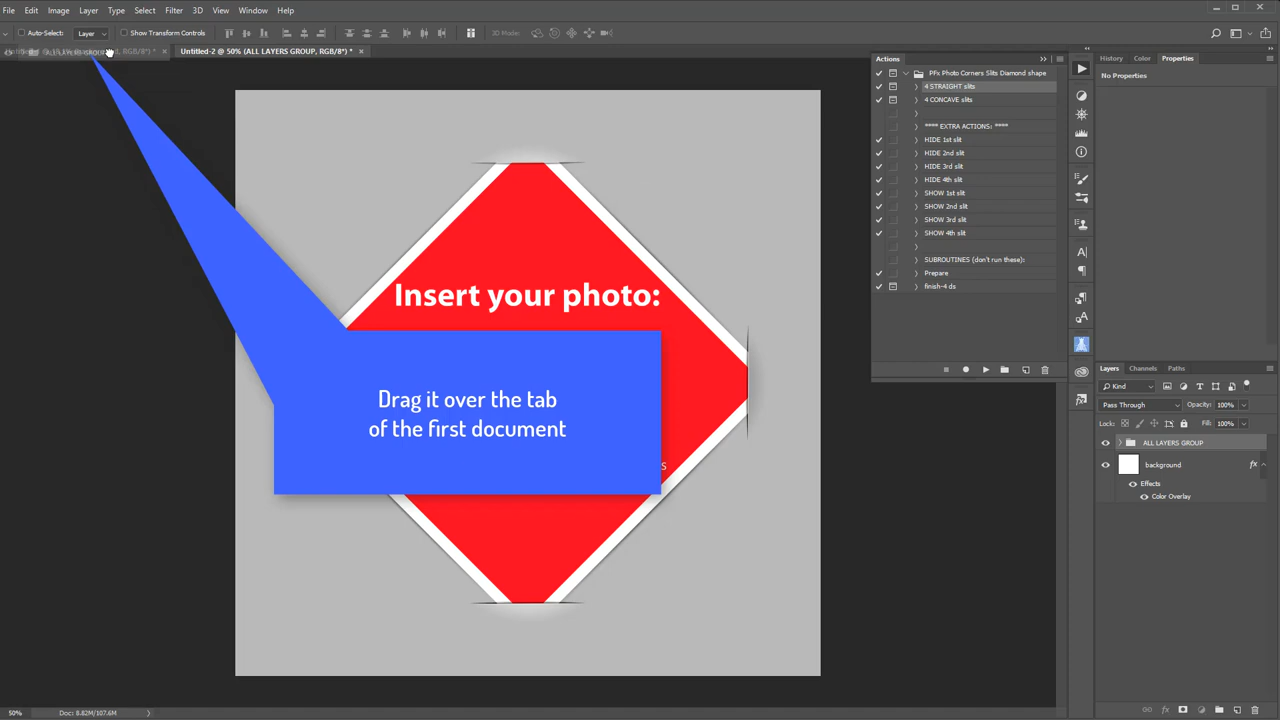 File Edit Image Layer Type Select Filter 3D View Window Help
Auto-Select: Layer Show Transform Controls 3D Mode:
RGB/8*) * ×
Untitled-2 @ 50% (ALL LAYERS GROUP, RGB/8*) * ×
Actions
PFx Photo Corners Slits Diamond shape
4 STRAIGHT slits
4 CONCAVE slits
**** EXTRA ACTIONS: ****
HIDE 1st slit
HIDE 2nd slit
HIDE 3rd slit
HIDE 4th slit
SHOW 1st slit
SHOW 2nd slit
SHOW 3rd slit
SHOW 4th slit
SUBROUTINES (don't run these):
Prepare
finish-4 ds
History Color Properties
No Properties
Insert your photo:
Drag it over the tab
of the first document
s
Layers Channels Paths
Kind
Pass Through Opacity: 100%
Lock: Fill: 100%
ALL LAYERS GROUP
background fx
Effects
Color Overlay
50% Doc: 8.82M/107.6M